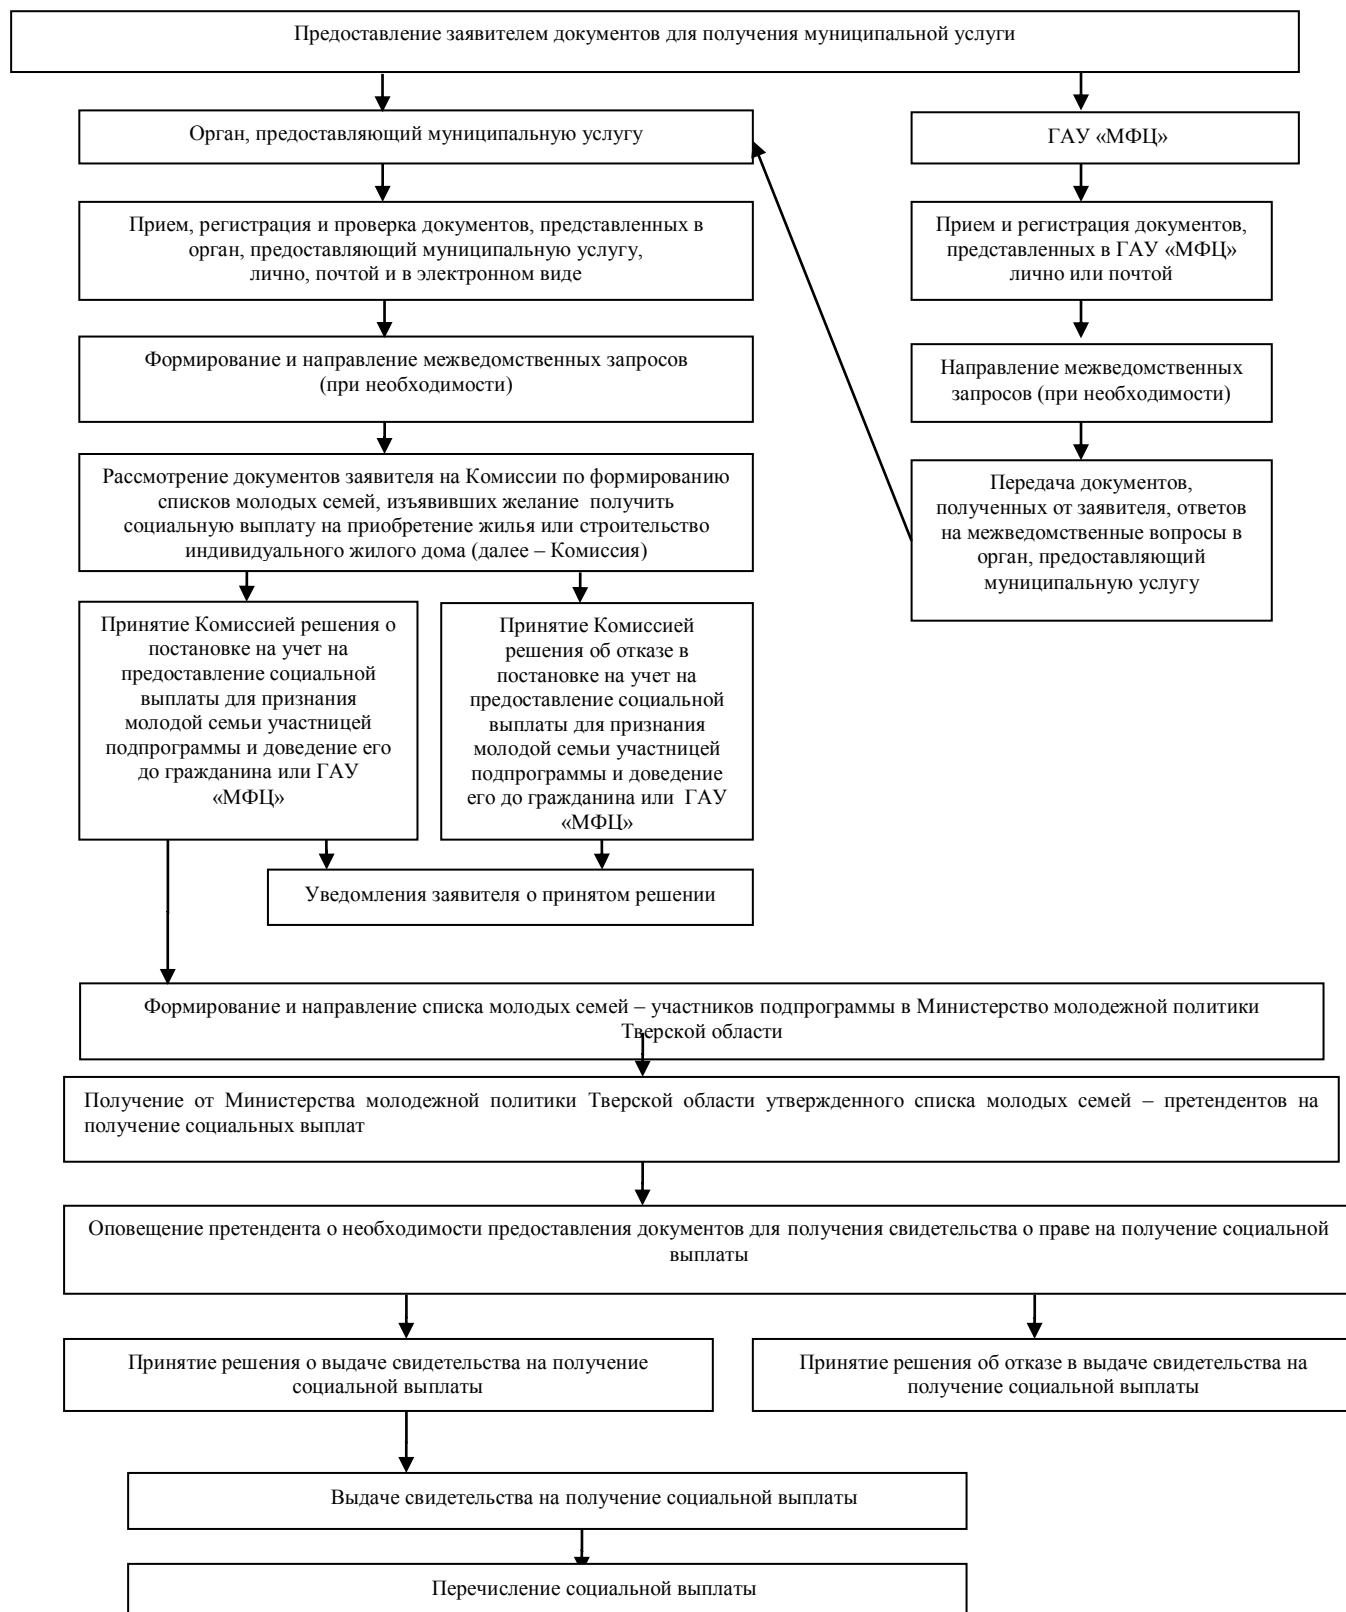 Предоставление заявителем документов для получения муниципальной услуги
Орган, предоставляющий муниципальную услугу
ГАУ «МФЦ»
Прием, регистрация и проверка документов, представленных в
орган, предоставляющий муниципальную услугу,
лично, почтой и в электронном виде
Прием и регистрация документов,
представленных в ГАУ «МФЦ»
лично или почтой
Формирование и направление межведомственных запросов
(при необходимости)
Направление межведомственных
запросов (при необходимости)
Рассмотрение документов заявителя на Комиссии по формированию
списков молодых семей, изъявивших желание получить
социальную выплату на приобретение жилья или строительство
индивидуального жилого дома (далее – Комиссия)
Передача документов,
полученных от заявителя, ответов
на межведомственные вопросы в
орган, предоставляющий
муниципальную услугу
Принятие Комиссией решения о
постановке на учет на
предоставление социальной
выплаты для признания
молодой семьи участницей
подпрограммы и доведение его
до гражданина или ГАУ
«МФЦ»
Принятие Комиссией
решения об отказе в
постановке на учет на
предоставление социальной
выплаты для признания
молодой семьи участницей
подпрограммы и доведение
его до гражданина или ГАУ
«МФЦ»
Уведомления заявителя о принятом решении
Формирование и направление списка молодых семей – участников подпрограммы в Министерство молодежной политики
Тверской области
Получение от Министерства молодежной политики Тверской области утвержденного списка молодых семей – претендентов на
получение социальных выплат
Оповещение претендента о необходимости предоставления документов для получения свидетельства о праве на получение социальной
выплаты
Принятие решения о выдаче свидетельства на получение
социальной выплаты
Принятие решения об отказе в выдаче свидетельства на
получение социальной выплаты
Выдаче свидетельства на получение социальной выплаты
Перечисление социальной выплаты